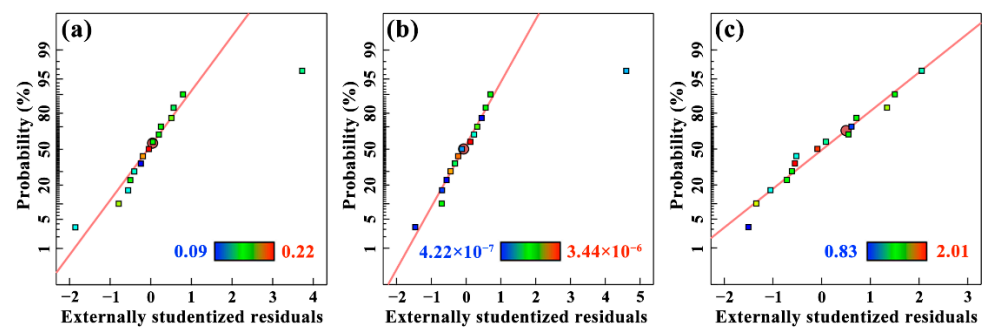 (a)
Probability (%)
99
95
80
50
20
5
1
0.09
0.22
−2 −1 0 1 2 3 4
Externally studentized residuals
(b)
Probability (%)
99
95
80
50
20
5
1
4.22×10⁻⁷
3.44×10⁻⁶
−2 −1 0 1 2 3 4 5
Externally studentized residuals
(c)
Probability (%)
99
95
80
50
20
5
1
0.83
2.01
−2 −1 0 1 2 3
Externally studentized residuals